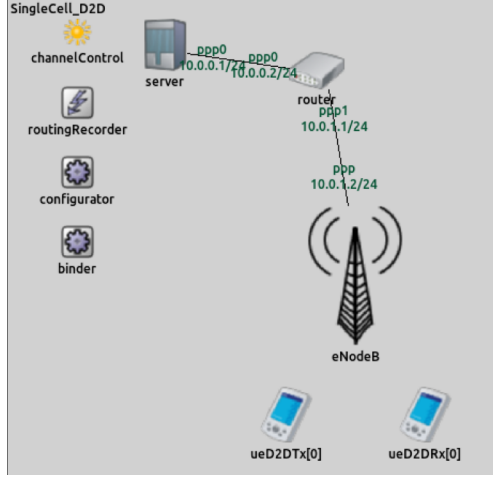 SingleCell_D2D
channelControl
server
ppp0
10.0.0.1/24
ppp0
10.0.0.2/24
router
routingRecorder
ppp1
10.0.1.1/24
configurator
ppp
10.0.1.2/24
binder
eNodeB
ueD2DTx[0]
ueD2DRx[0]